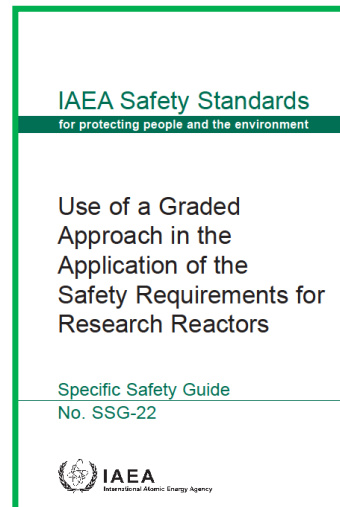 IAEA Safety Standards
for protecting people and the environment
Use of a Graded
Approach in the
Application of the
Safety Requirements for
Research Reactors
Specific Safety Guide
No. SSG-22
IAEA
International Atomic Energy Agency